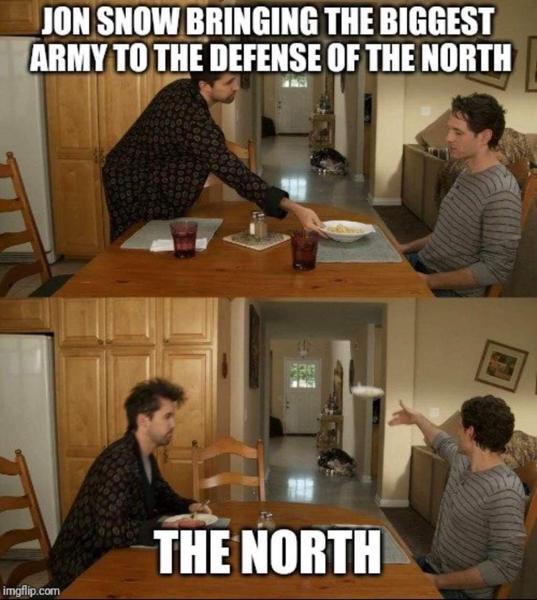 JON SNOW BRINGING THE BIGGEST
ARMY TO THE DEFENSE OF THE NORTH
THE NORTH
imgflip.com